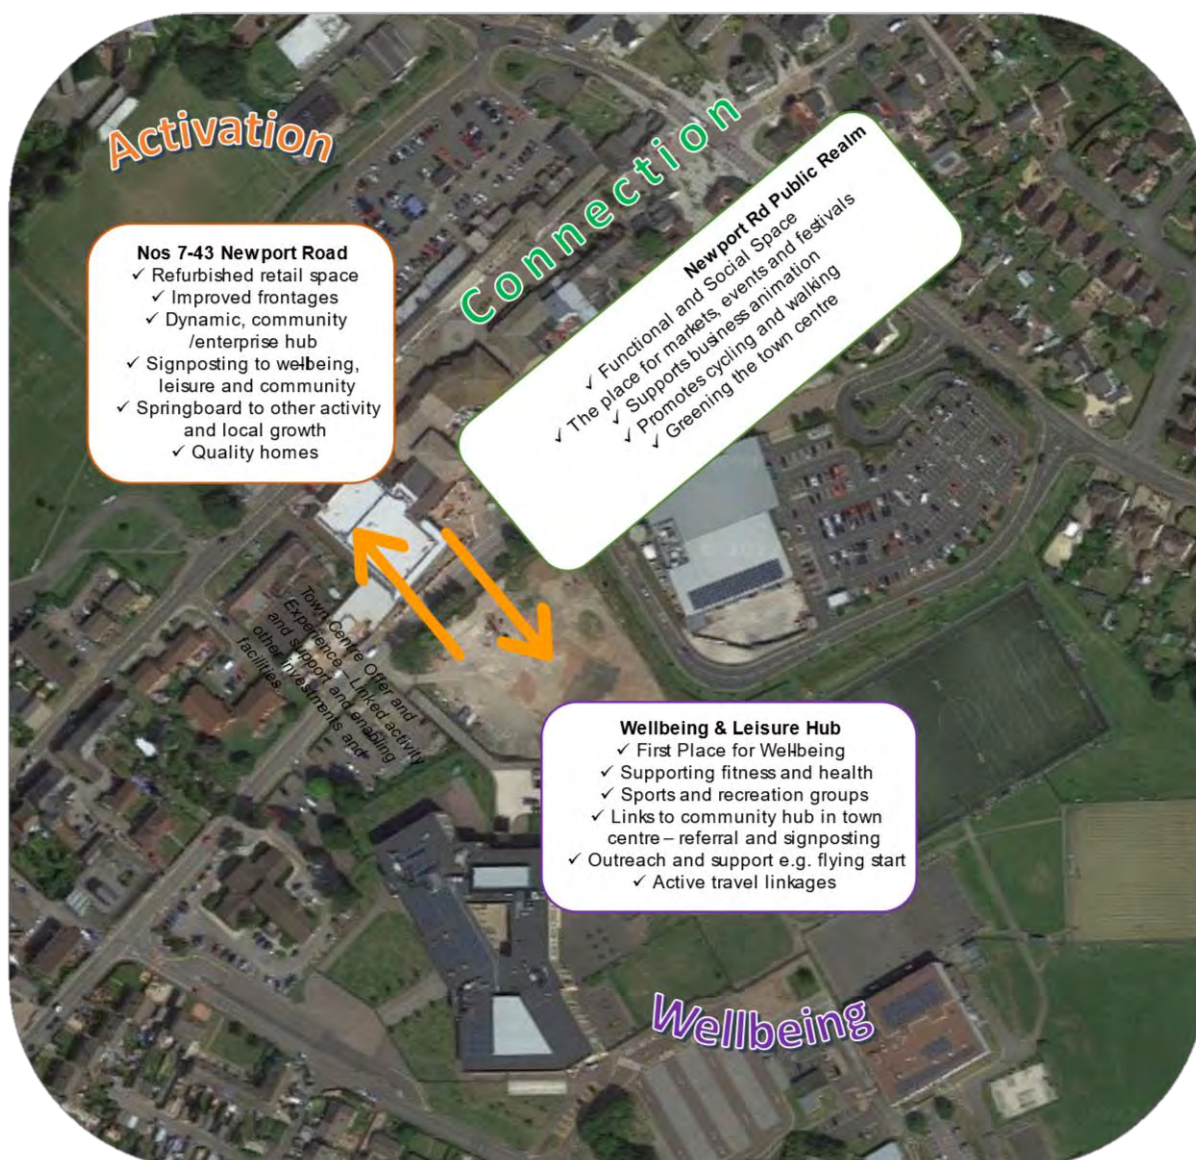 Activation
Connection
Nos 7-43 Newport Road
✓ Refurbished retail space
✓ Improved frontages
✓ Dynamic, community
/enterprise hub
✓ Signposting to well-being,
leisure and community
✓ Springboard to other activity
and local growth
✓ Quality homes
Newport Rd Public Realm
✓ Functional and Social Space
✓ The place for markets, events and festivals
✓ Supports business animation
✓ Promotes cycling and walking
✓ Greening the town centre
Town Centre Offer and
Experience – Linked activity
and support and enabling
other investments and
facilities.
Wellbeing & Leisure Hub
✓ First Place for Well-Being
✓ Supporting fitness and health
✓ Sports and recreation groups
✓ Links to community hub in town
centre – referral and signposting
✓ Outreach and support e.g. flying start
✓ Active travel linkages
Wellbeing